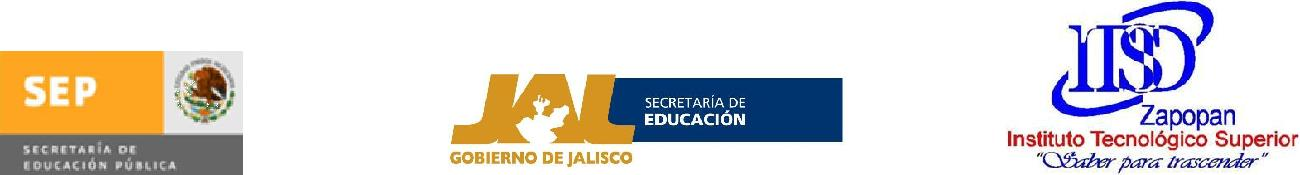 SEP
SECRETARÍA DE
EDUCACIÓN PÚBLICA
JAL
GOBIERNO DE JALISCO
SECRETARÍA DE
EDUCACIÓN
ITS
Zapopan
Instituto Tecnológico Superior
"Saber para trascender"